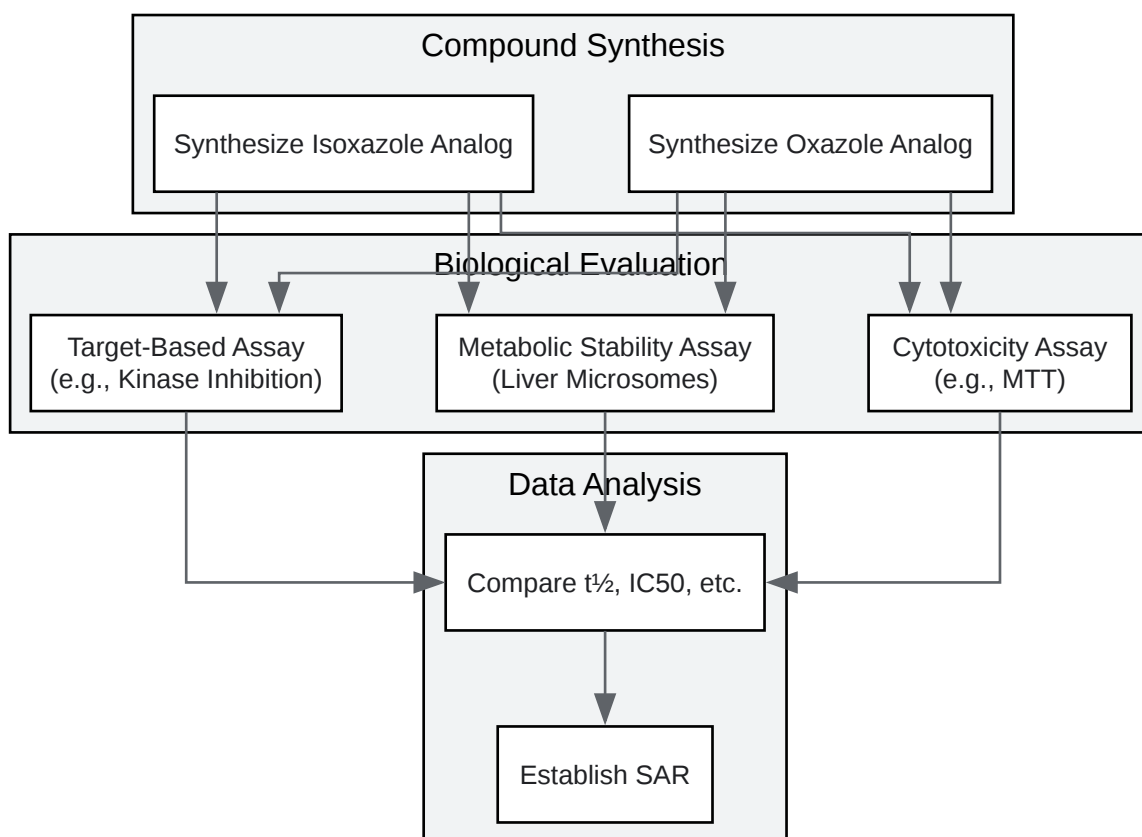 Compound Synthesis
Synthesize Isoxazole Analog
Synthesize Oxazole Analog
Biological Evaluation
Target-Based Assay
(e.g., Kinase Inhibition)
Metabolic Stability Assay
(Liver Microsomes)
Cytotoxicity Assay
(e.g., MTT)
Data Analysis
Compare t½, IC50, etc.
Establish SAR